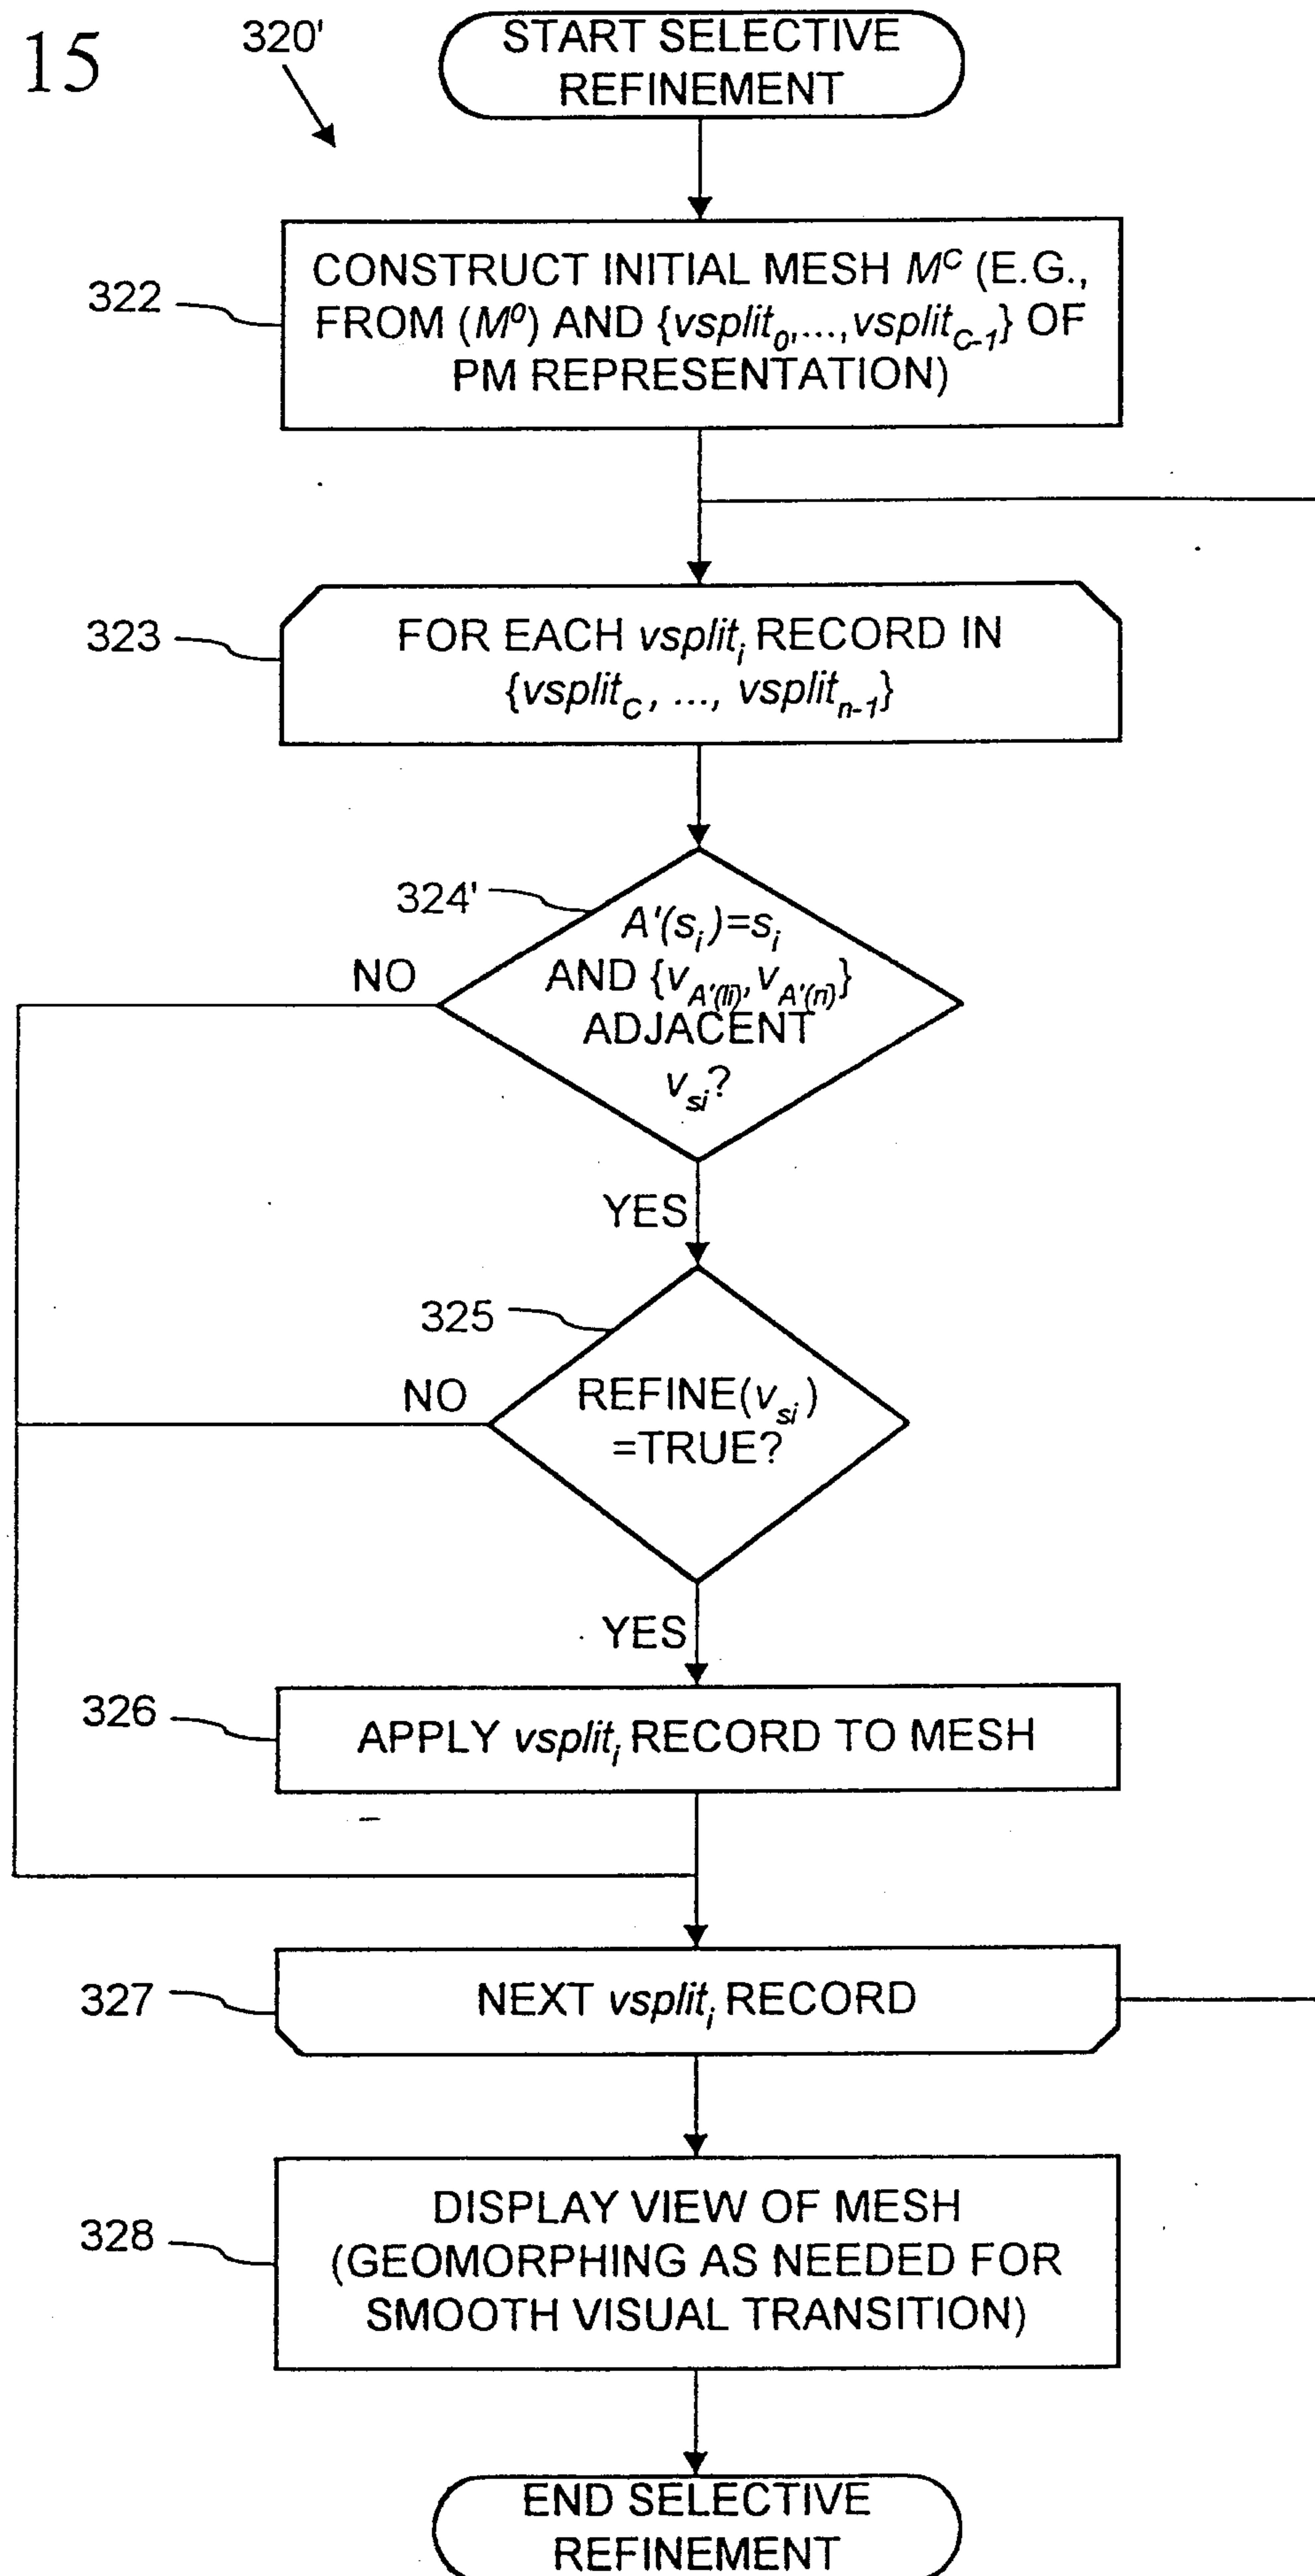 15
320'
START SELECTIVE
REFINEMENT
322
CONSTRUCT INITIAL MESH M^C (E.G.,
FROM (M^0) AND {vsplit_0,...,vsplit_C-1} OF
PM REPRESENTATION)
323
FOR EACH vsplit_i RECORD IN
{vsplit_C, ..., vsplit_n-1}
324'
A'(s_i)=s_i
AND {v_A'(li), v_A'(ri)}
ADJACENT
v_si?
NO
YES
325
REFINE(v_si)
=TRUE?
NO
YES
326
APPLY vsplit_i RECORD TO MESH
327
NEXT vsplit_i RECORD
328
DISPLAY VIEW OF MESH
(GEOMORPHING AS NEEDED FOR
SMOOTH VISUAL TRANSITION)
END SELECTIVE
REFINEMENT